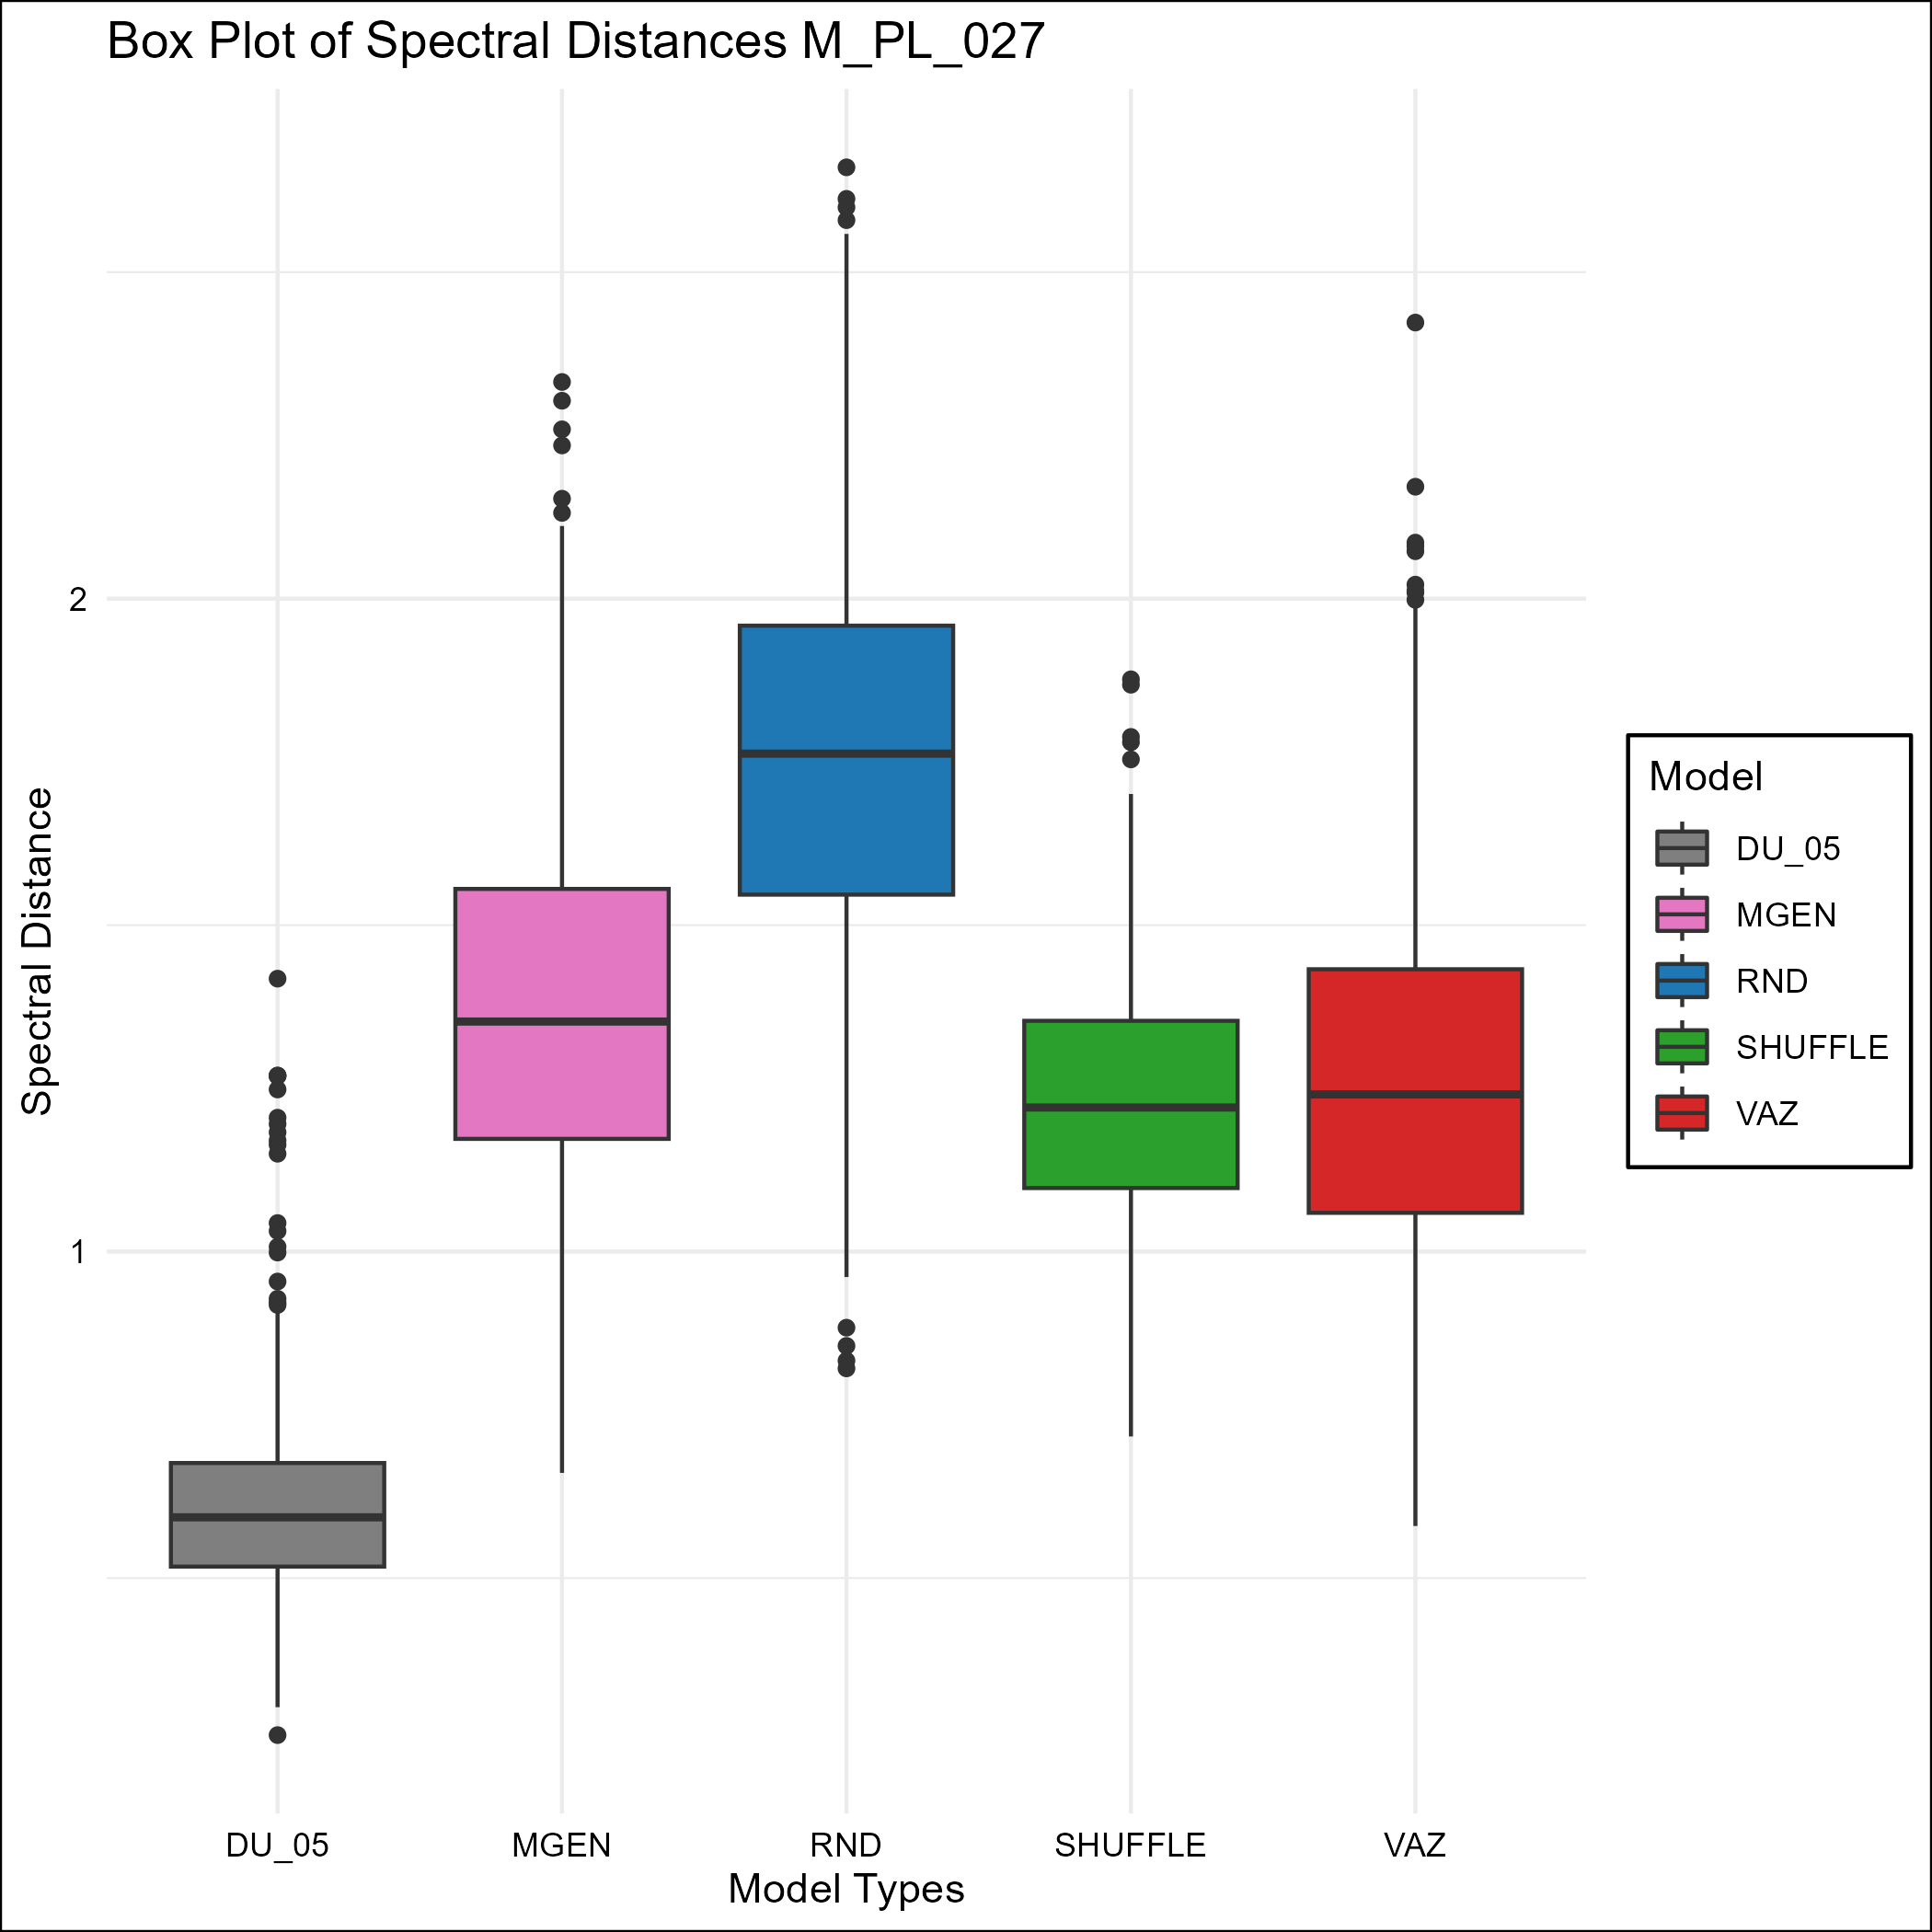 Box Plot of Spectral Distances M_PL_027
Spectral Distance
2
1
DU_05
MGEN
RND
SHUFFLE
VAZ
Model Types
Model
DU_05
MGEN
RND
SHUFFLE
VAZ